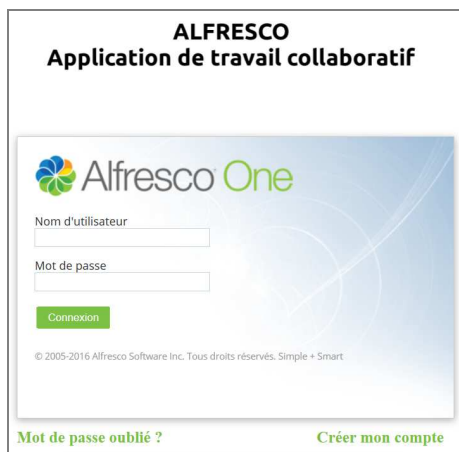 ALFRESCO
Application de travail collaboratif
Alfresco One
Nom d'utilisateur
Mot de passe
Connexion
© 2005-2016 Alfresco Software Inc. Tous droits réservés. Simple + Smart
Mot de passe oublié ?
Créer mon compte